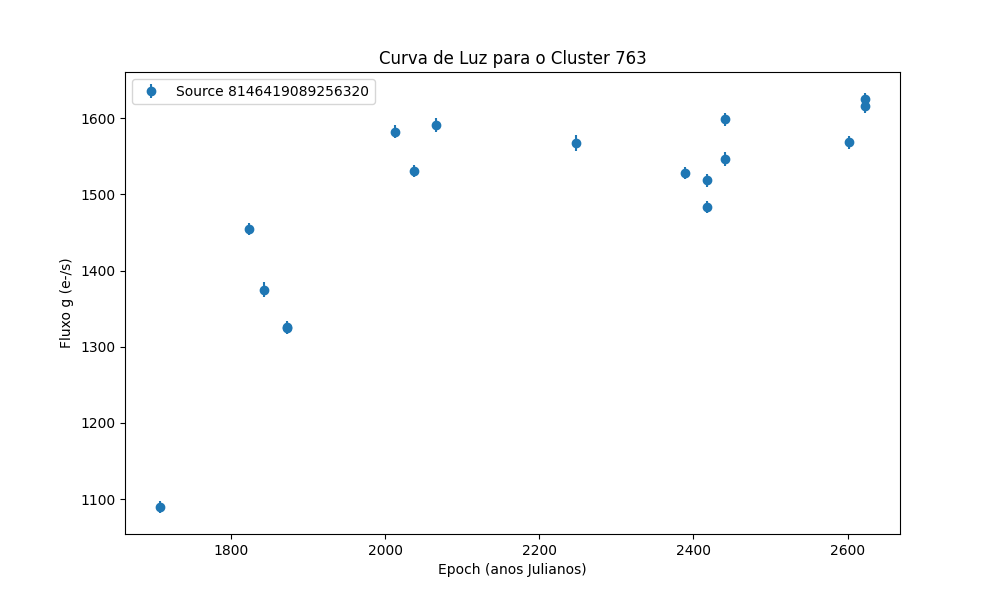 Curva de Luz para o Cluster 763
Source 8146419089256320
1600
1500
1400
1300
1200
1100
Fluxo g (e-/s)
1800
2000
2200
2400
2600
Epoch (anos Julianos)